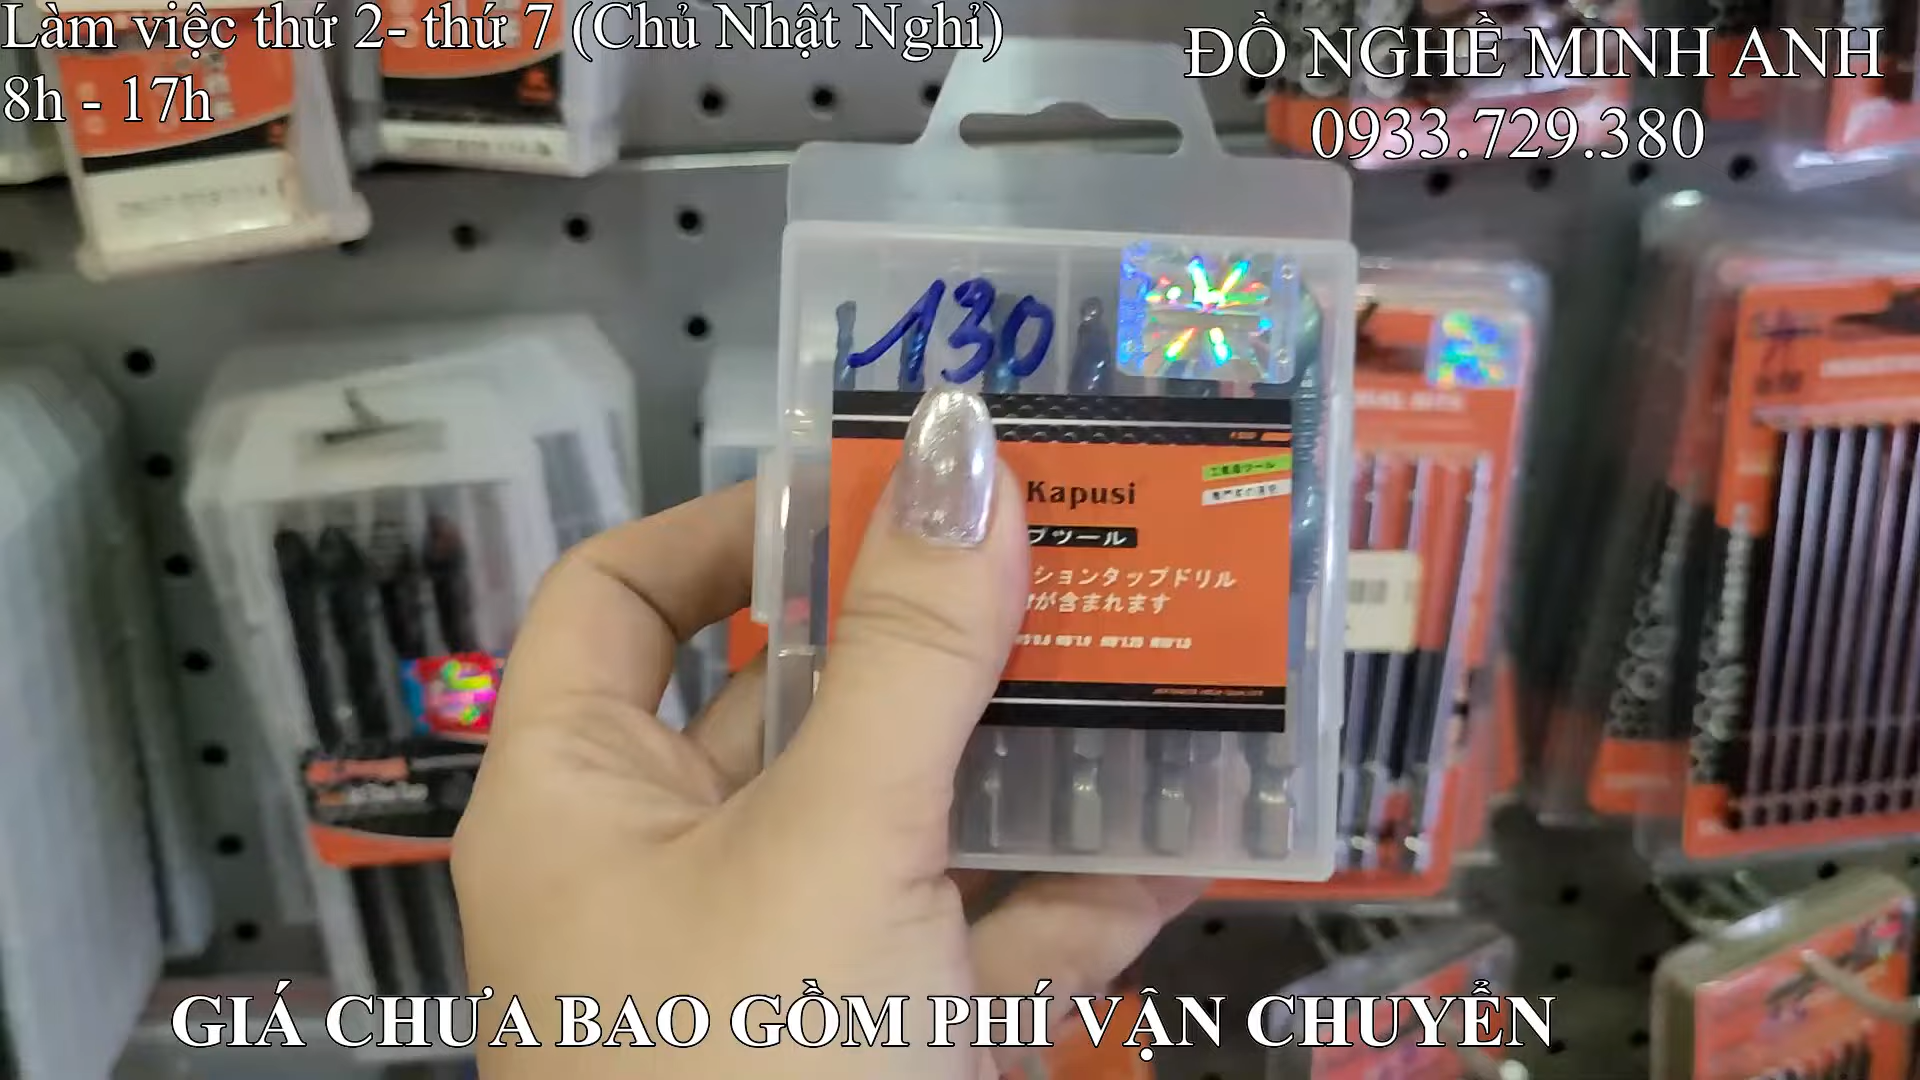 Làm việc thứ 2- thứ 7 (Chủ Nhật Nghỉ)
8h - 17h
ĐỒ NGHỀ MINH ANH
0933.729.380
130
Kapusi
プツール
ションタップドリル
が含まれます
GIÁ CHƯA BAO GỒM PHÍ VẬN CHUYỂN